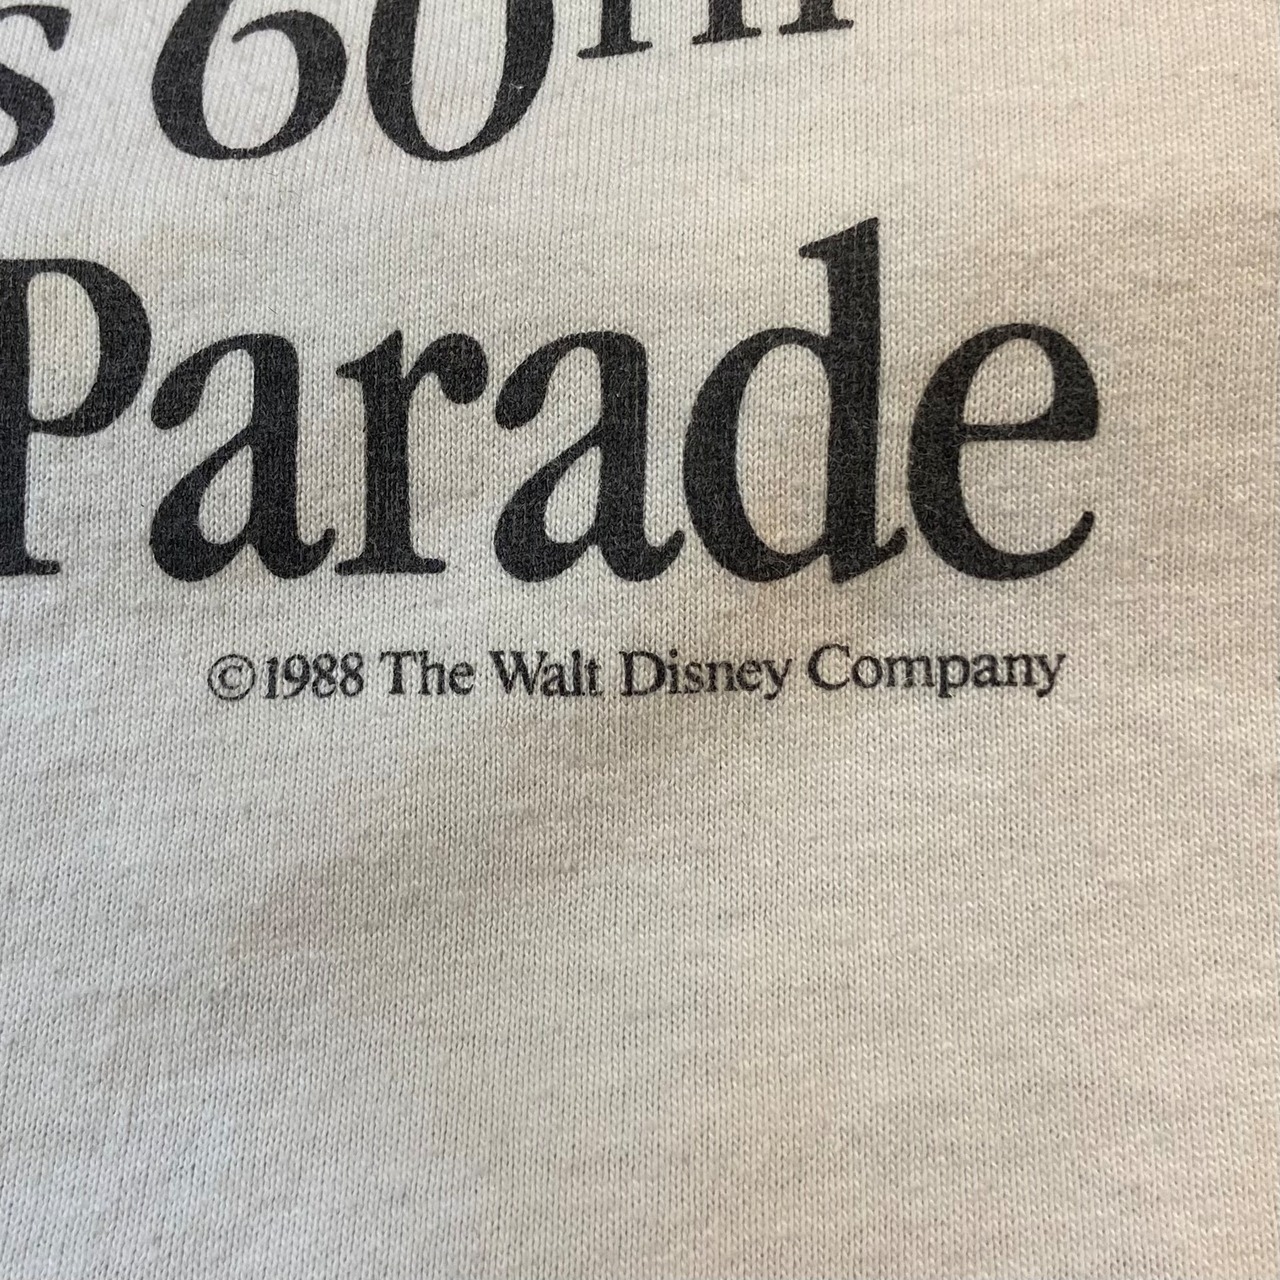 s 60TH
Parade
©1988 The Walt Disney Company